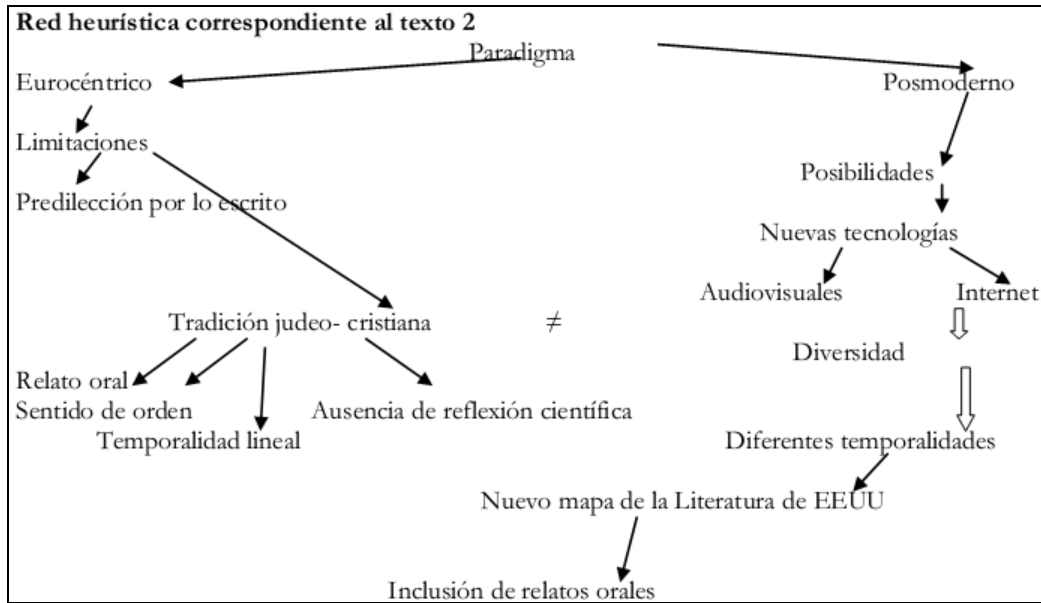 Red heurística correspondiente al texto 2
Paradigma
Eurocéntrico Posmoderno
Limitaciones
Posibilidades
Predilección por lo escrito
Nuevas tecnologías
Audiovisuales Internet
Tradición judeo- cristiana ≠
Diversidad
Relato oral
Sentido de orden Ausencia de reflexión científica
Temporalidad lineal Diferentes temporalidades
Nuevo mapa de la Literatura de EEUU
Inclusión de relatos orales